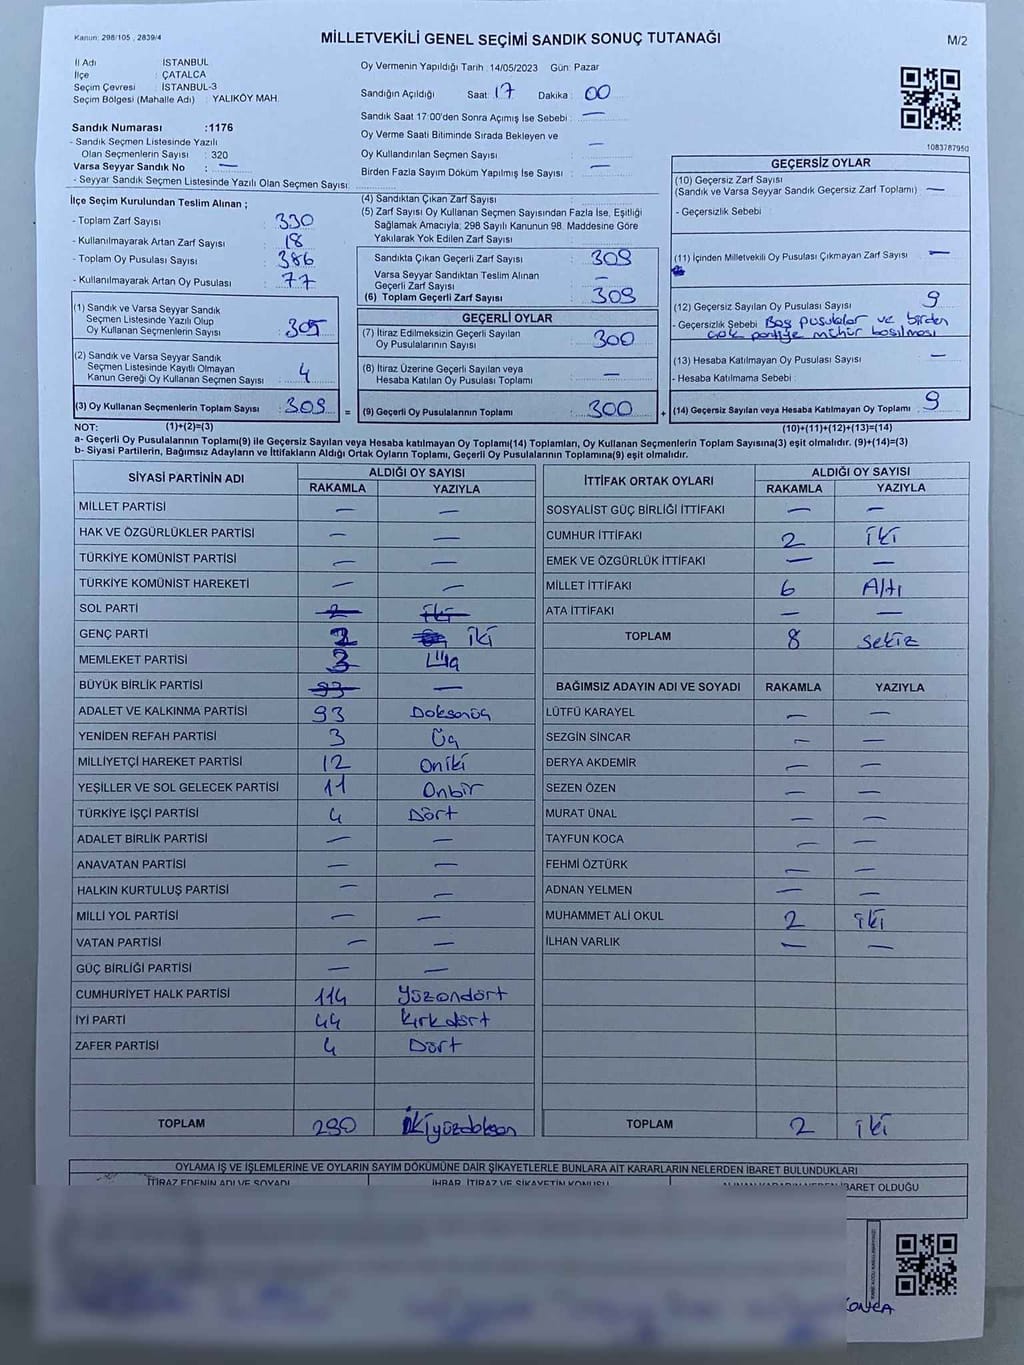 Kanun: 298/105 , 2839/4
MİLLETVEKİLİ GENEL SEÇİMİ SANDIK SONUÇ TUTANAĞI
M/2
İl Adı : İSTANBUL
İlçe : ÇATALCA
Seçim Çevresi : İSTANBUL-3
Seçim Bölgesi (Mahalle Adı) : YALIKÖY MAH.
Sandık Numarası :1176
- Sandık Seçmen Listesinde Yazılı
Olan Seçmenlerin Sayısı : 320
Varsa Seyyar Sandık No : —
- Seyyar Sandık Seçmen Listesinde Yazılı Olan Seçmen Sayısı:
Oy Vermenin Yapıldığı Tarih : 14/05/2023 Gün: Pazar
Sandığın Açıldığı Saat: 17 Dakika : 00
Sandık Saat 17:00'den Sonra Açımış İse Sebebi : —
Oy Verme Saati Bitiminde Sırada Bekleyen ve
Oy Kullandırılan Seçmen Sayısı : —
Birden Fazla Sayım Döküm Yapılmış İse Sayısı : —
1083787950
İlçe Seçim Kurulundan Teslim Alınan ;
- Toplam Zarf Sayısı : 330
- Kullanılmayarak Artan Zarf Sayısı : 18
- Toplam Oy Pusulası Sayısı : 386
- Kullanılmayarak Artan Oy Pusulası : 77
(1) Sandık ve Varsa Seyyar Sandık
Seçmen Listesinde Yazılı Olup
Oy Kullanan Seçmenlerin Sayısı : 305
(2) Sandık ve Varsa Seyyar Sandık
Seçmen Listesinde Kayıtlı Olmayan
Kanun Gereği Oy Kullanan Seçmen Sayısı : 4
(3) Oy Kullanan Seçmenlerin Toplam Sayısı : 309 =
(4) Sandıktan Çıkan Zarf Sayısı :
(5) Zarf Sayısı Oy Kullanan Seçmen Sayısından Fazla İse, Eşitliği
Sağlamak Amacıyla; 298 Sayılı Kanunun 98. Maddesine Göre
Yakılarak Yok Edilen Zarf Sayısı :
Sandıkta Çıkan Geçerli Zarf Sayısı : 309
Varsa Seyyar Sandıktan Teslim Alınan
Geçerli Zarf Sayısı : —
(6) Toplam Geçerli Zarf Sayısı : 309
GEÇERLİ OYLAR
(7) İtiraz Edilmeksizin Geçerli Sayılan
Oy Pusulalarının Sayısı : 300
(8) İtiraz Üzerine Geçerli Sayılan veya
Hesaba Katılan Oy Pusulası Toplamı : —
(9) Geçerli Oy Pusulalarının Toplamı : 300 +
GEÇERSİZ OYLAR
(10) Geçersiz Zarf Sayısı :
(Sandık ve Varsa Seyyar Sandık Geçersiz Zarf Toplamı) —
- Geçersizlik Sebebi :
(11) İçinden Milletvekili Oy Pusulası Çıkmayan Zarf Sayısı : —
(12) Geçersiz Sayılan Oy Pusulası Sayısı : 9
- Geçersizlik Sebebi : Boş pusulalar ve birden
çok partiye mühür basılması
(13) Hesaba Katılmayan Oy Pusulası Sayısı : —
- Hesaba Katılmama Sebebi :
(14) Geçersiz Sayılan veya Hesaba Katılmayan Oy Toplamı : 9
NOT: (1)+(2)=(3) (10)+(11)+(12)+(13)=(14)
a- Geçerli Oy Pusulalarının Toplamı(9) ile Geçersiz Sayılan veya Hesaba katılmayan Oy Toplamı(14) Toplamları, Oy Kullanan Seçmenlerin Toplam Sayısına(3) eşit olmalıdır. (9)+(14)=(3)
b- Siyasi Partilerin, Bağımsız Adayların ve İttifakların Aldığı Ortak Oyların Toplamı, Geçerli Oy Pusulalarının Toplamına(9) eşit olmalıdır.
SİYASİ PARTİNİN ADI ALDIĞI OY SAYISI
RAKAMLA YAZIYLA
MİLLET PARTİSİ — —
HAK VE ÖZGÜRLÜKLER PARTİSİ — —
TÜRKİYE KOMÜNİST PARTİSİ — —
TÜRKİYE KOMÜNİST HAREKETİ — —
SOL PARTİ 2 iki
GENÇ PARTİ 2 iki
MEMLEKET PARTİSİ 3 Üç
BÜYÜK BİRLİK PARTİSİ 93 —
ADALET VE KALKINMA PARTİSİ 93 Doksanüç
YENİDEN REFAH PARTİSİ 3 Üç
MİLLİYETÇİ HAREKET PARTİSİ 12 Oniki
YEŞİLLER VE SOL GELECEK PARTİSİ 11 Onbir
TÜRKİYE İŞÇİ PARTİSİ 4 Dört
ADALET BİRLİK PARTİSİ — —
ANAVATAN PARTİSİ — —
HALKIN KURTULUŞ PARTİSİ — —
MİLLİ YOL PARTİSİ — —
VATAN PARTİSİ — —
GÜÇ BİRLİĞİ PARTİSİ — —
CUMHURİYET HALK PARTİSİ 114 Yüzondört
İYİ PARTİ 44 Kırkdört
ZAFER PARTİSİ 4 Dört
TOPLAM 290 İkiyüzdoksan
İTTİFAK ORTAK OYLARI ALDIĞI OY SAYISI
RAKAMLA YAZIYLA
SOSYALİST GÜÇ BİRLİĞİ İTTİFAKI — —
CUMHUR İTTİFAKI 2 iki
EMEK VE ÖZGÜRLÜK İTTİFAKI — —
MİLLET İTTİFAKI 6 Altı
ATA İTTİFAKI — —
TOPLAM 8 sekiz
BAĞIMSIZ ADAYIN ADI VE SOYADI RAKAMLA YAZIYLA
LÜTFÜ KARAYEL — —
SEZGİN SİNCAR — —
DERYA AKDEMİR — —
SEZEN ÖZEN — —
MURAT ÜNAL — —
TAYFUN KOCA — —
FEHMİ ÖZTÜRK — —
ADNAN YELMEN — —
MUHAMMET ALİ OKUL 2 iki
İLHAN VARLIK — —
TOPLAM 2 iki
OYLAMA İŞ VE İŞLEMLERİNE VE OYLARIN SAYIM DÖKÜMÜNE DAİR ŞİKAYETLERLE BUNLARA AİT KARARLARIN NELERDEN İBARET BULUNDUKLARI
İTİRAZ EDENİN ADI VE SOYADI İHBAR, İTİRAZ VE ŞİKAYETİN KONUSU ALINAN KARARIN NEDEN İBARET OLDUĞU